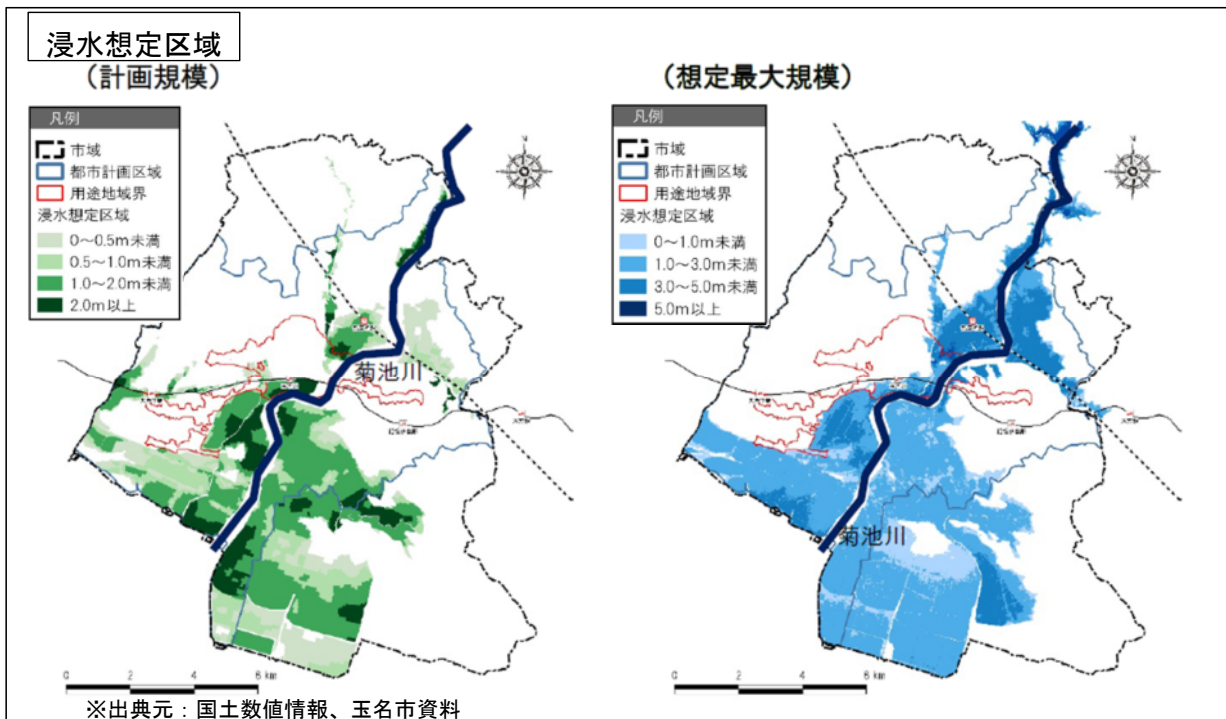 浸水想定区域
(計画規模)
凡例
市域
都市計画区域
用途地域界
浸水想定区域
0～0.5m未満
0.5～1.0m未満
1.0～2.0m未満
2.0m以上
菊池川
0 2 4 6 km
(想定最大規模)
凡例
市域
都市計画区域
用途地域界
浸水想定区域
0～1.0m未満
1.0～3.0m未満
3.0～5.0m未満
5.0m以上
菊池川
0 2 4 6 km
※出典元：国土数値情報、玉名市資料